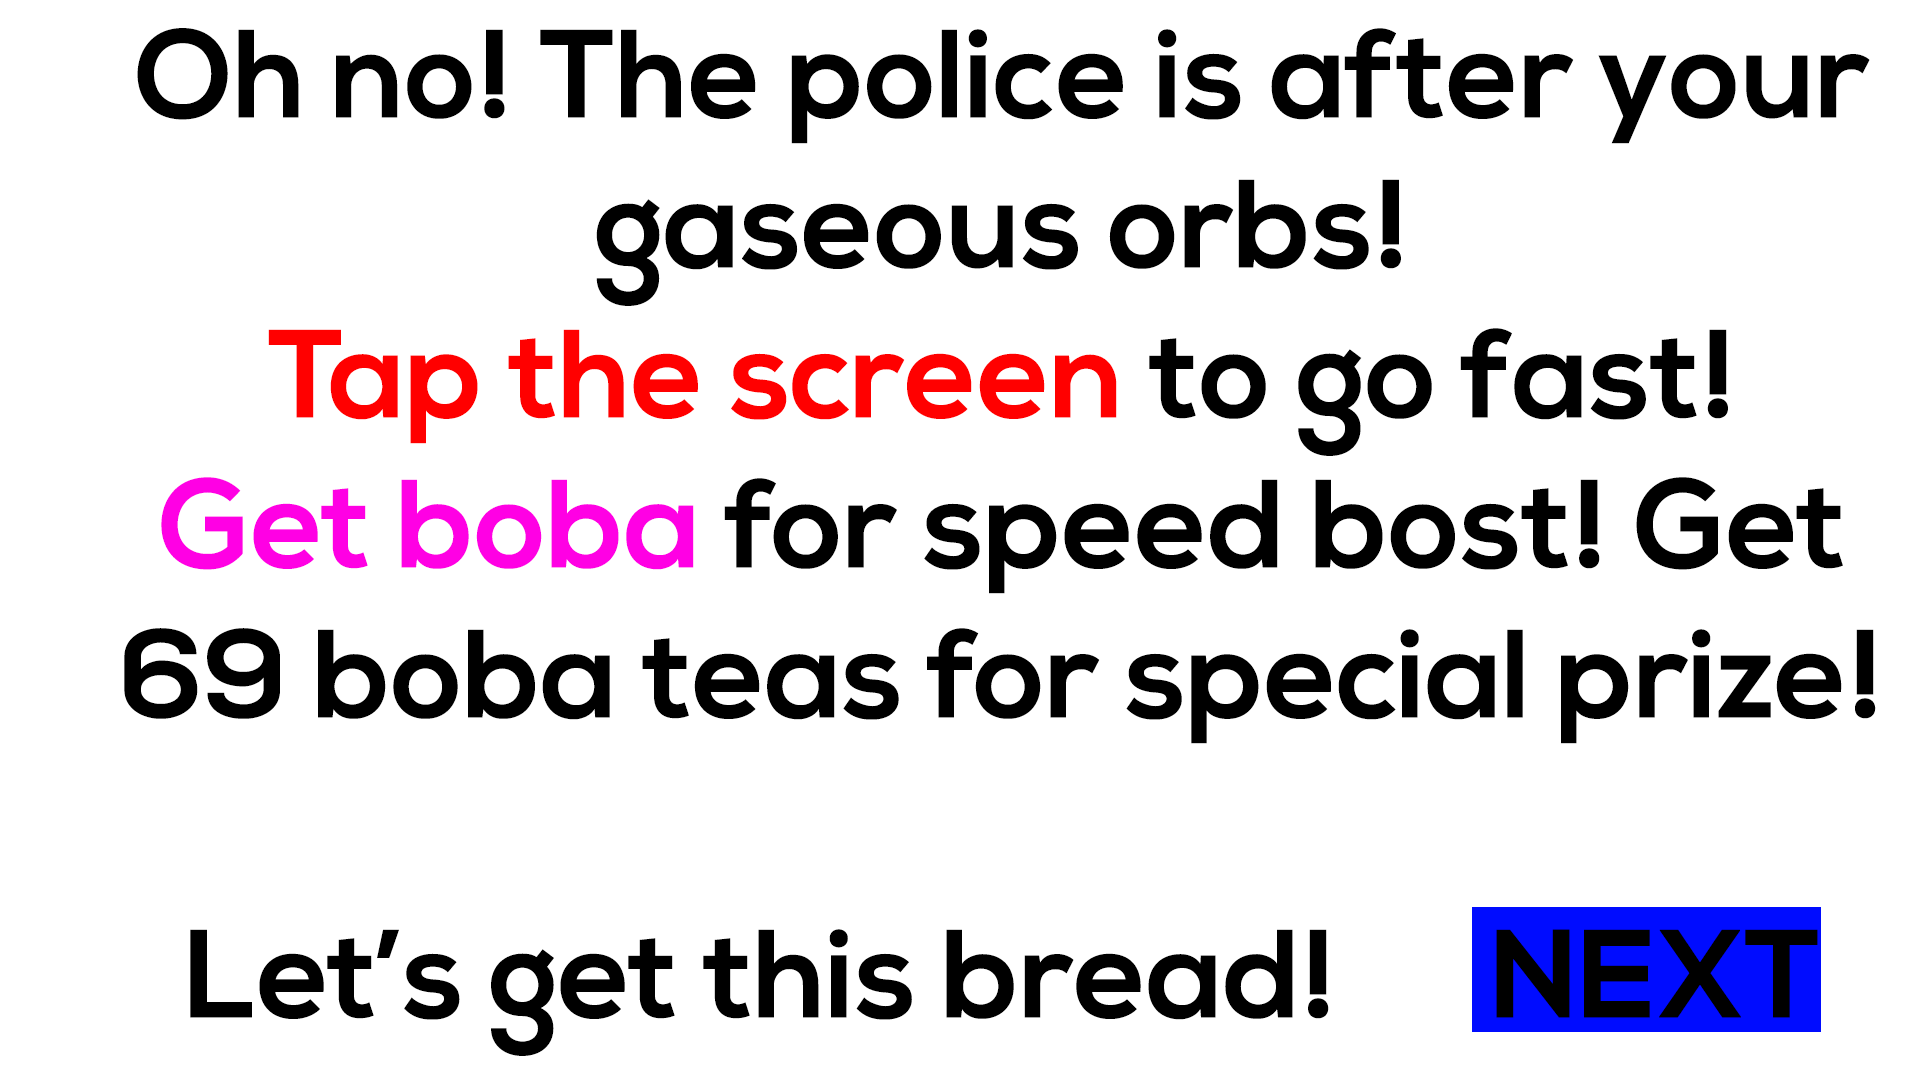 Oh no! The police is after your
gaseous orbs!
Tap the screen to go fast!
Get boba for speed bost! Get
69 boba teas for special prize!
Let’s get this bread!
NEXT